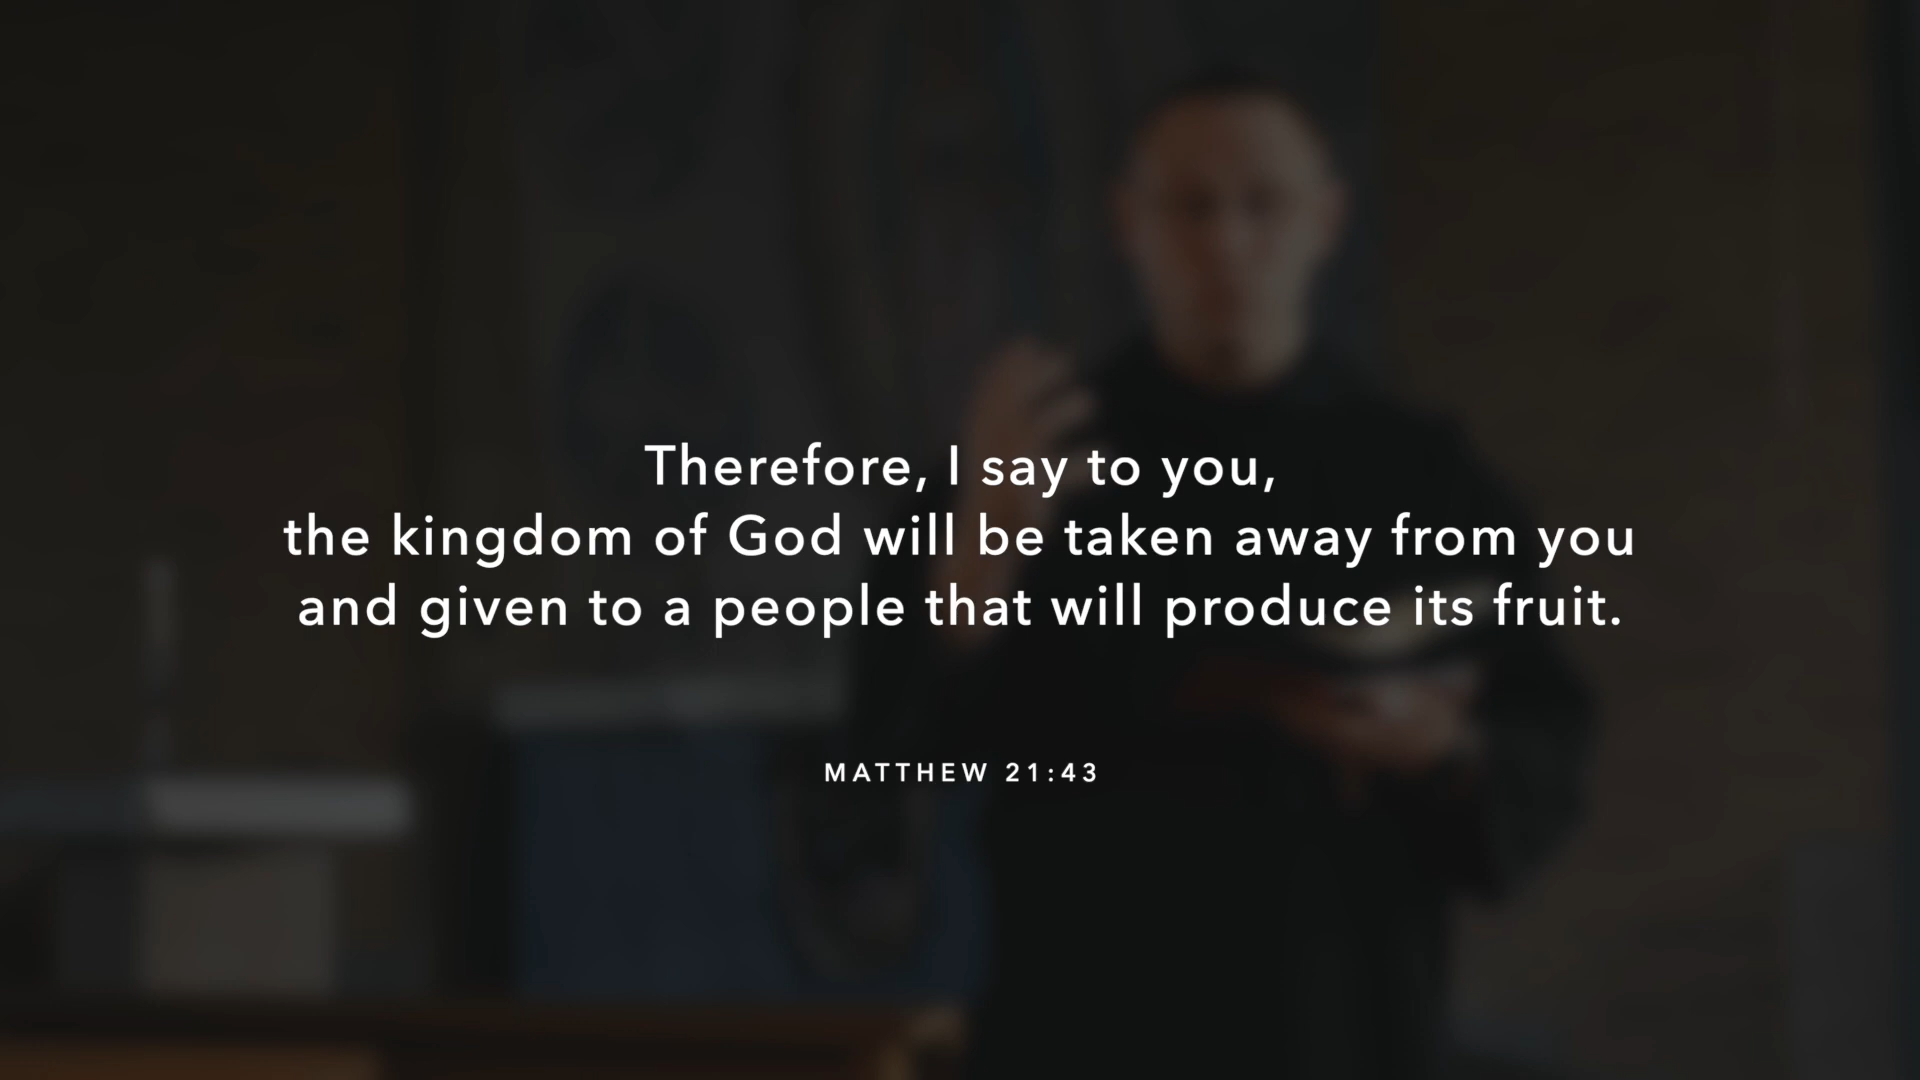 Therefore, I say to you,
the kingdom of God will be taken away from you
and given to a people that will produce its fruit.
MATTHEW 21:43